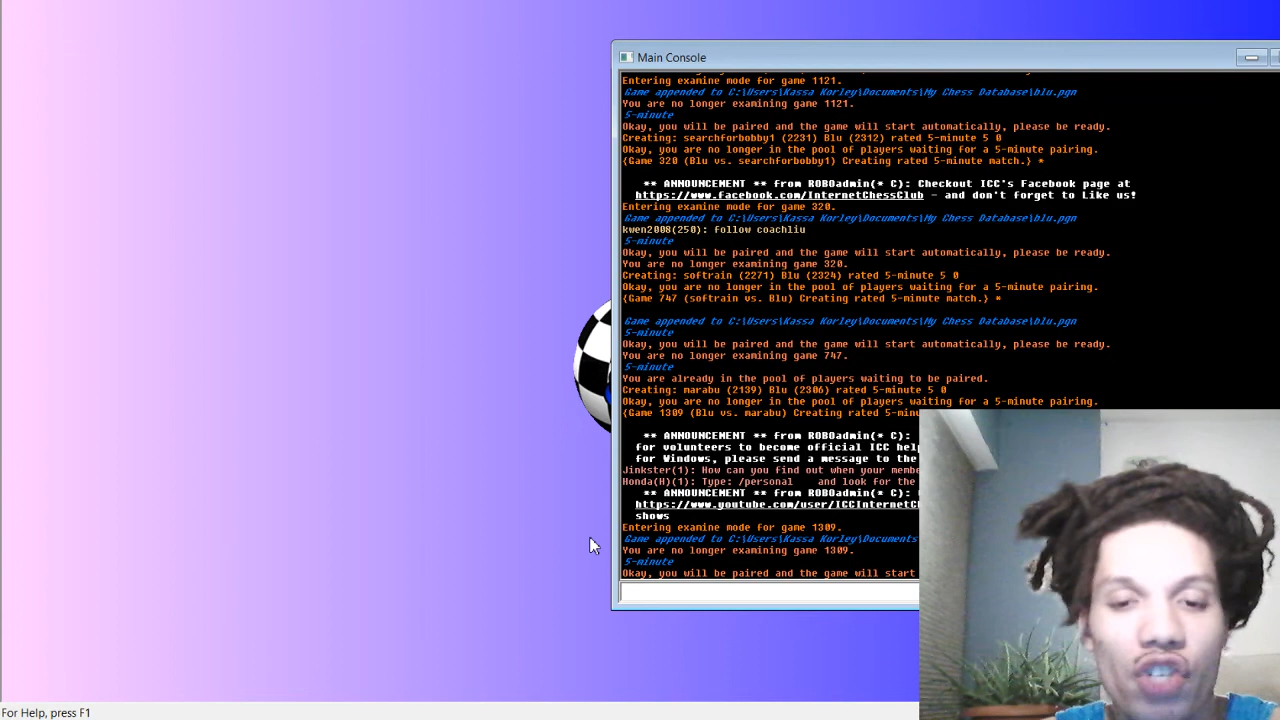 Main Console
Entering examine mode for game 1121.
Game appended to C:\Users\Kassa Korley\Documents\My Chess Database\blu.pgn
You are no longer examining game 1121.
5-minute
Okay, you will be paired and the game will start automatically, please be ready.
Creating: searchforbobby1 (2231) Blu (2312) rated 5-minute 5 0
Okay, you are no longer in the pool of players waiting for a 5-minute pairing.
{Game 320 (Blu vs. searchforbobby1) Creating rated 5-minute match.} *
** ANNOUNCEMENT ** from ROBOadmin(* C): Checkout ICC's Facebook page at
https://www.facebook.com/InternetChessClub - and don't forget to Like us!
Entering examine mode for game 320.
Game appended to C:\Users\Kassa Korley\Documents\My Chess Database\blu.pgn
kwen2008(250): follow coachliu
5-minute
Okay, you will be paired and the game will start automatically, please be ready.
You are no longer examining game 320.
Creating: softrain (2271) Blu (2324) rated 5-minute 5 0
Okay, you are no longer in the pool of players waiting for a 5-minute pairing.
{Game 747 (softrain vs. Blu) Creating rated 5-minute match.} *
Game appended to C:\Users\Kassa Korley\Documents\My Chess Database\blu.pgn
5-minute
Okay, you will be paired and the game will start automatically, please be ready.
You are no longer examining game 747.
5-minute
You are already in the pool of players waiting to be paired.
Creating: marabu (2139) Blu (2306) rated 5-minute 5 0
Okay, you are no longer in the pool of players waiting for a 5-minute pairing.
{Game 1309 (Blu vs. marabu) Creating rated 5-minu
** ANNOUNCEMENT ** from ROBOadmin(* C):
for volunteers to become official ICC hel
for Windows, please send a message to the
Jinkster(1): How can you find out when your membe
Honda(H)(1): Type: /personal and look for the
** ANNOUNCEMENT ** from ROBOadmin(* C):
https://www.youtube.com/user/ICCInternetC
shows
Entering examine mode for game 1309.
Game appended to C:\Users\Kassa Korley\Documents
You are no longer examining game 1309.
5-minute
Okay, you will be paired and the game will start
For Help, press F1